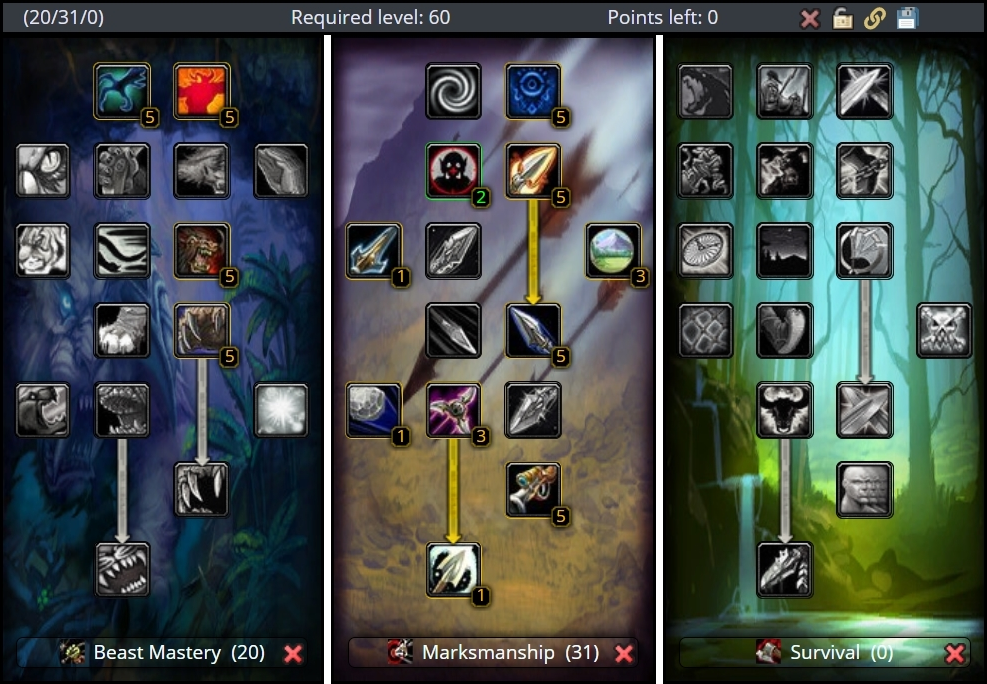 (20/31/0) Required level: 60 Points left: 0
5 5 5
2 5
5 1 3
5 5
1 3
5
1
Beast Mastery (20) Marksmanship (31) Survival (0)